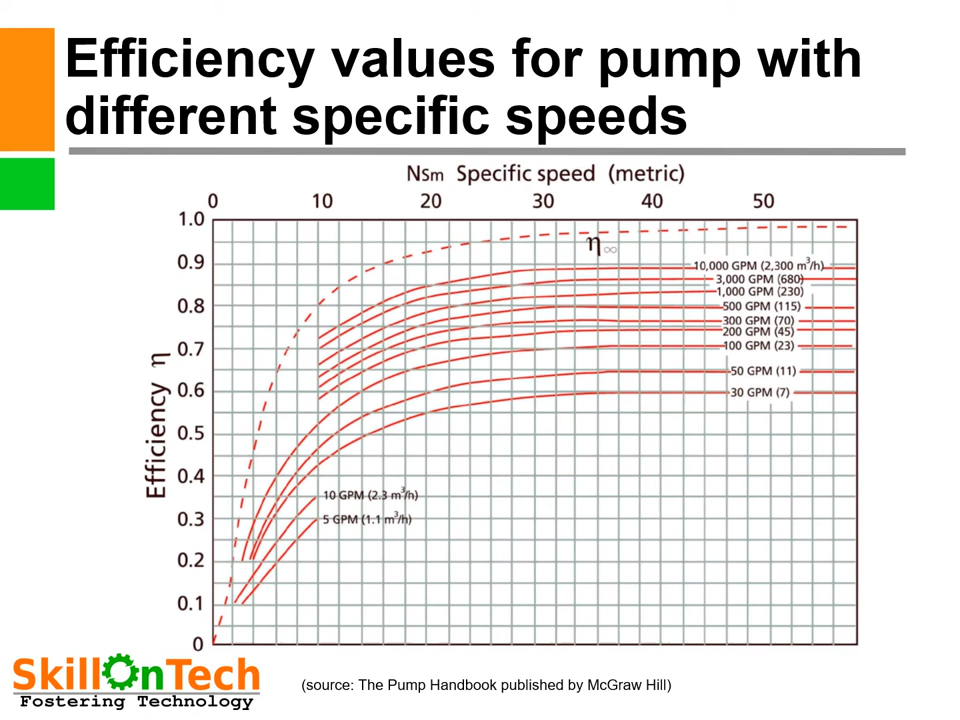 Efficiency values for pump with
different specific speeds
NSm Specific speed (metric)
0 10 20 30 40 50
1.0
η∞
0.9
10,000 GPM (2,300 m³/h)
3,000 GPM (680)
1,000 GPM (230)
0.8
500 GPM (115)
300 GPM (70)
200 GPM (45)
0.7
100 GPM (23)
50 GPM (11)
0.6
30 GPM (7)
0.5
Efficiency η
0.4
10 GPM (2.3 m³/h)
0.3
5 GPM (1.1 m³/h)
0.2
0.1
0
SkillOnTech
Fostering Technology
(source: The Pump Handbook published by McGraw Hill)